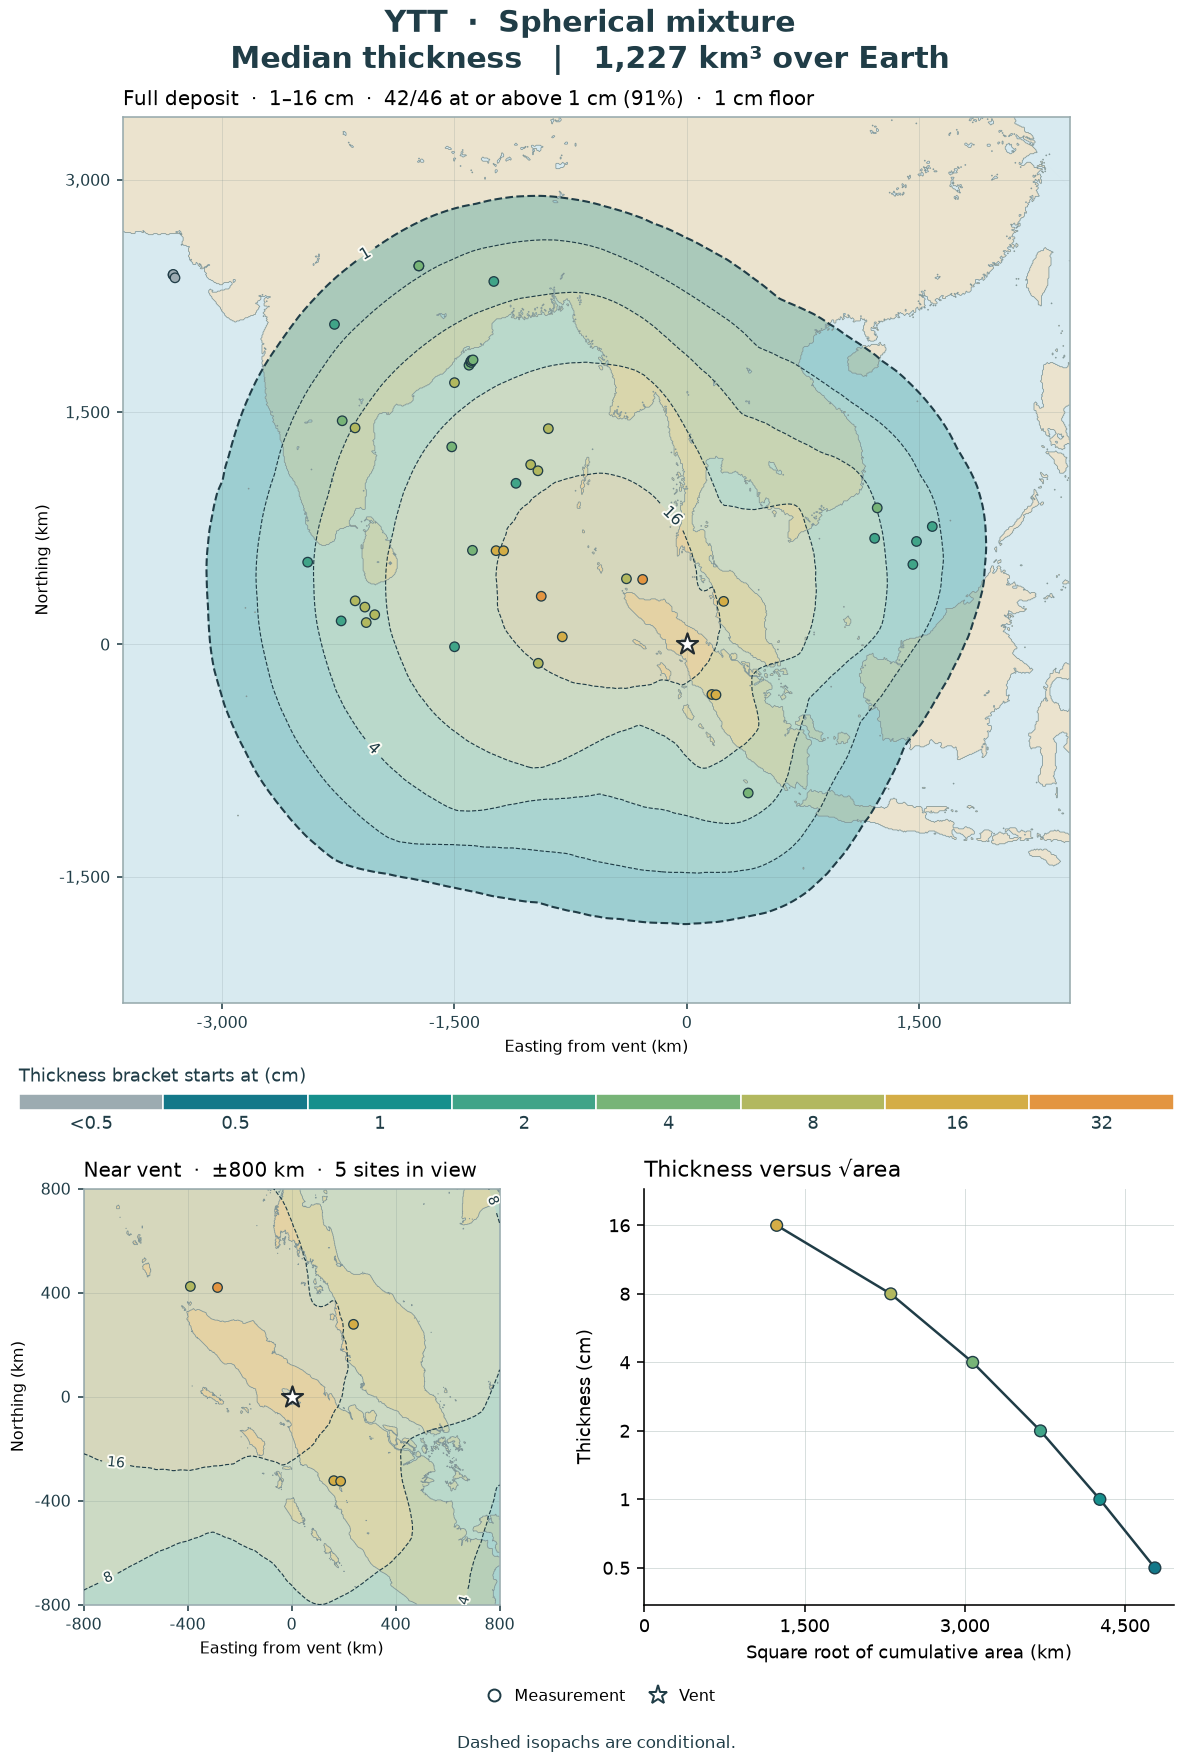 YTT · Spherical mixture
Median thickness | 1,227 km³ over Earth
Full deposit · 1–16 cm · 42/46 at or above 1 cm (91%) · 1 cm floor
3,000
1,500
0
-1,500
Northing (km)
1
16
4
-3,000
-1,500
0
1,500
Easting from vent (km)
Thickness bracket starts at (cm)
<0.5
0.5
1
2
4
8
16
32
Near vent · ±800 km · 5 sites in view
800
400
0
-400
-800
Northing (km)
8
16
8
4
-800
-400
0
400
800
Easting from vent (km)
Thickness versus √area
16
8
4
2
1
0.5
Thickness (cm)
0
1,500
3,000
4,500
Square root of cumulative area (km)
Measurement
Vent
Dashed isopachs are conditional.